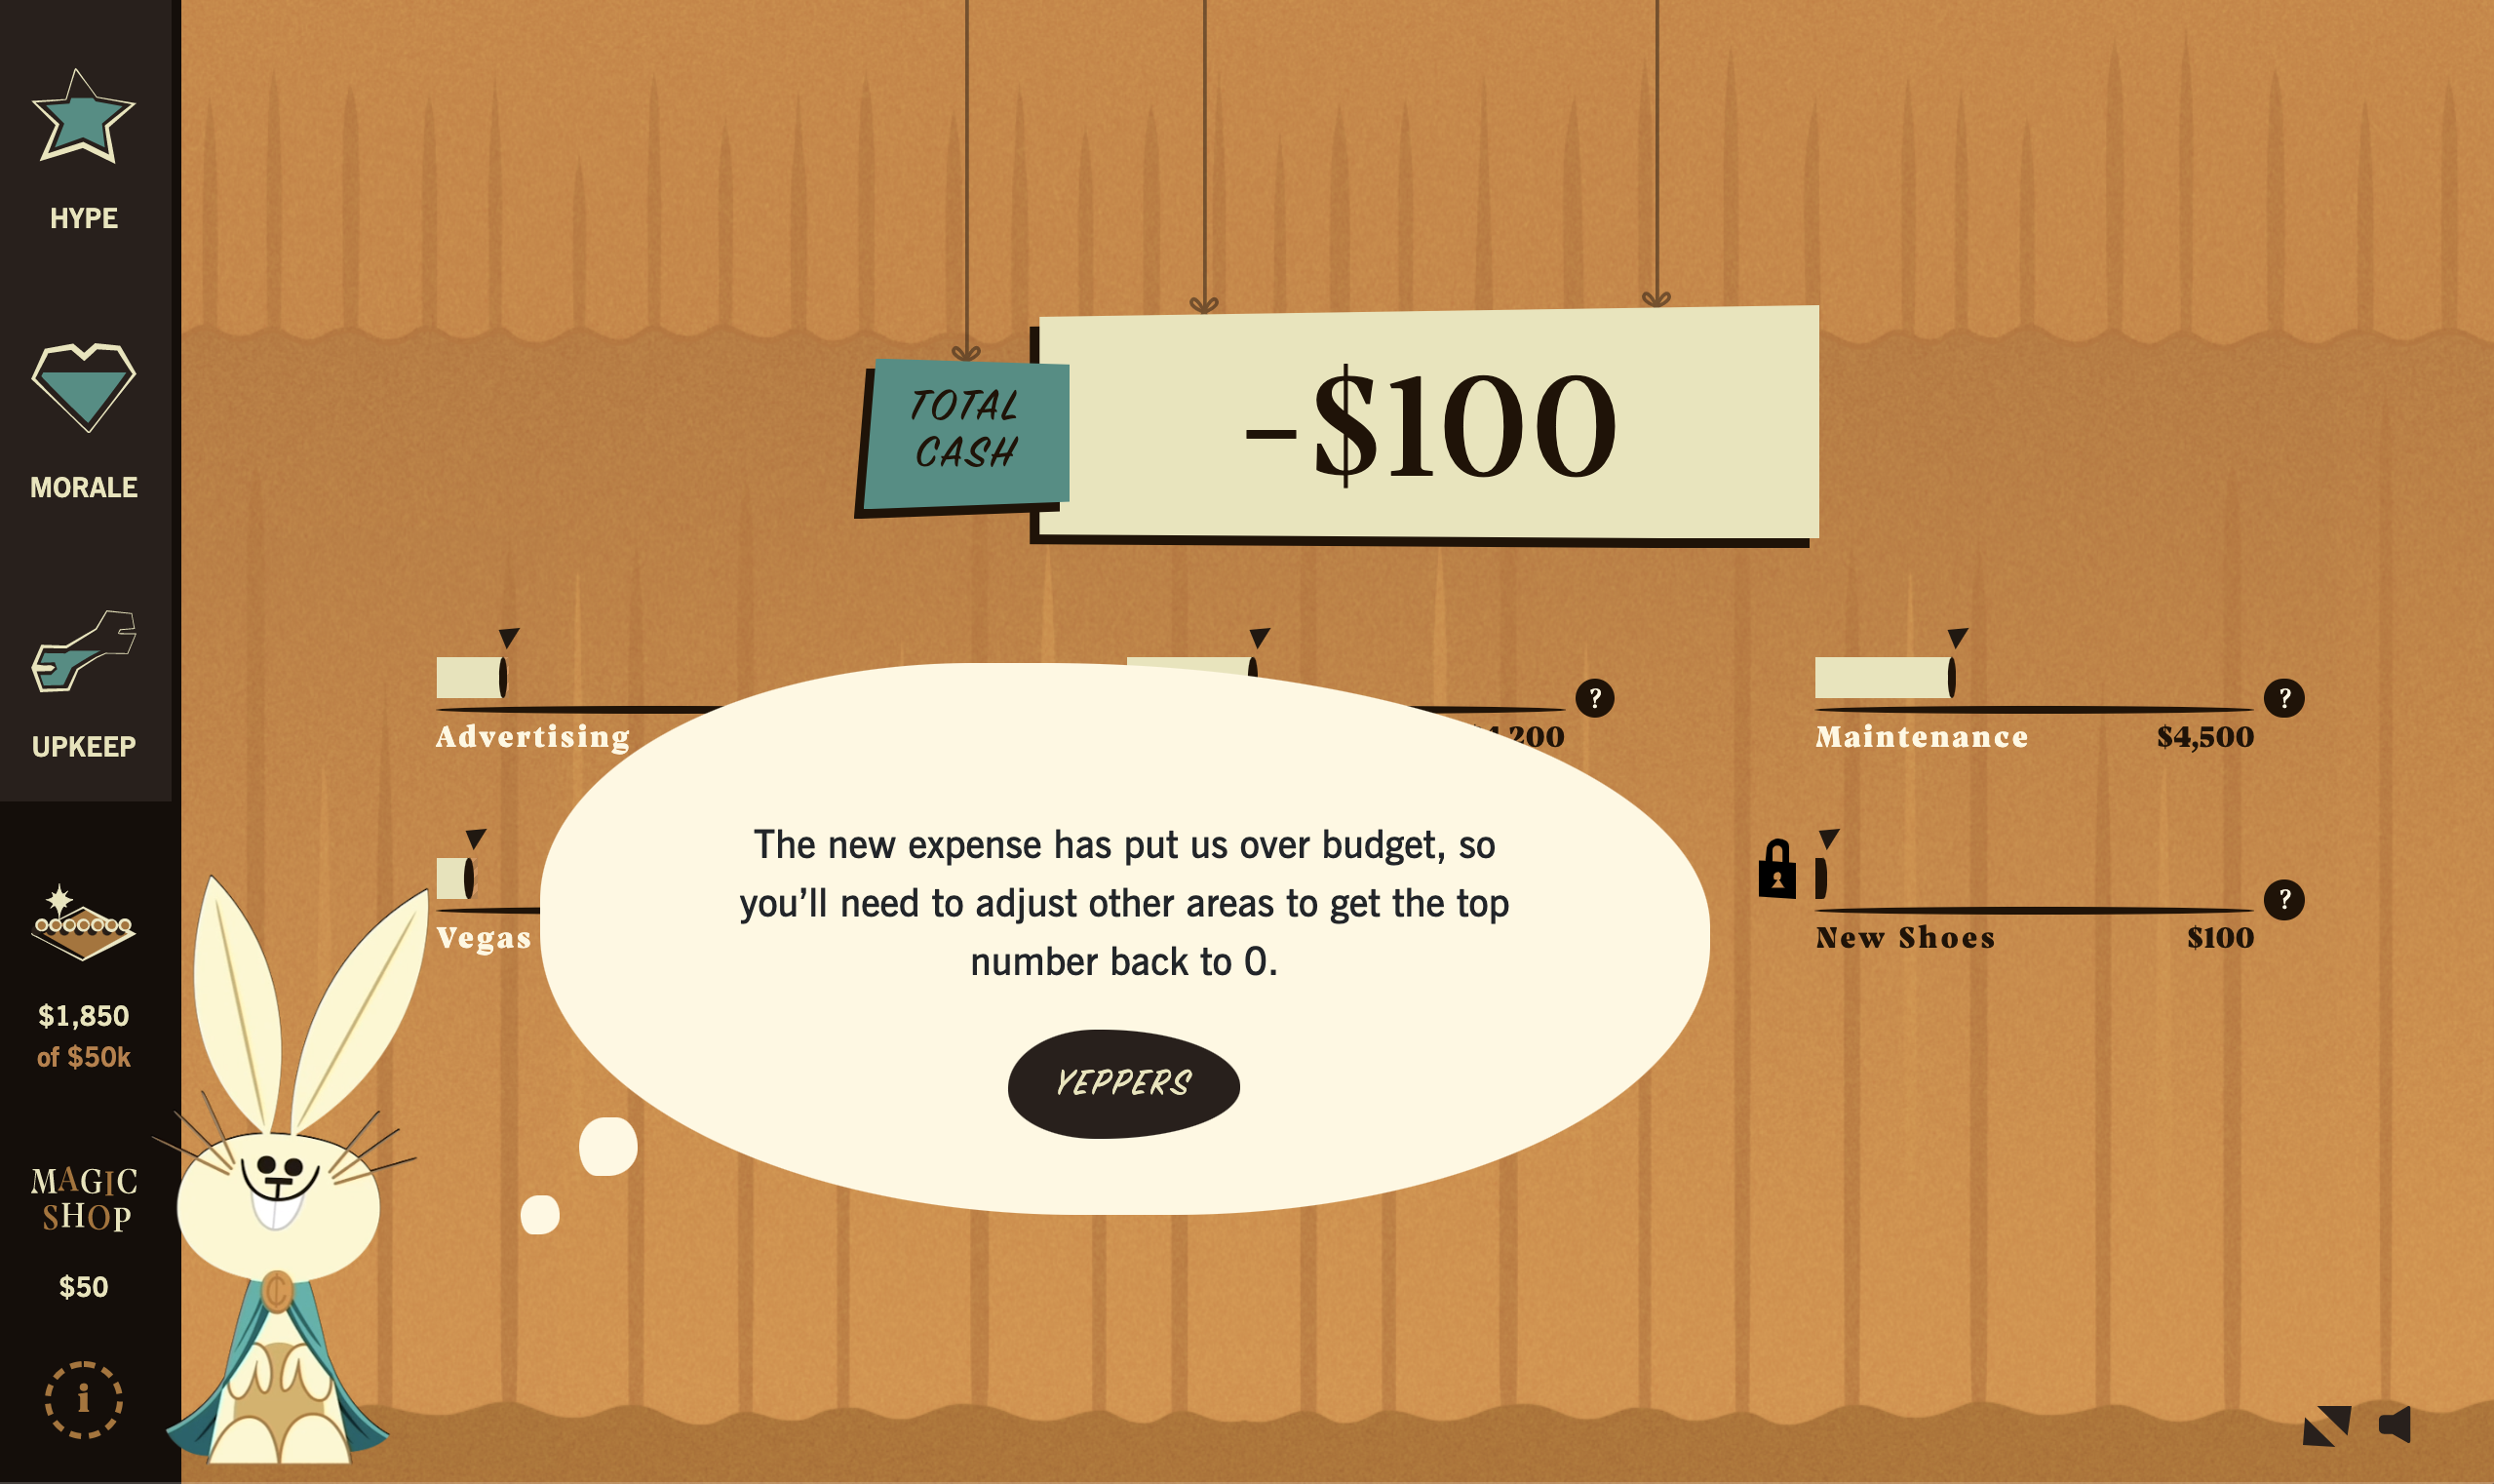 HYPE
MORALE
UPKEEP
$1,850
of $50k
MAGIC
SHOP
$50
i
TOTAL
CASH
-$100
Advertising
?
Maintenance
$4,500
?
Vegas
New Shoes
$100
?
The new expense has put us over budget, so
you'll need to adjust other areas to get the top
number back to 0.
YEPPERS